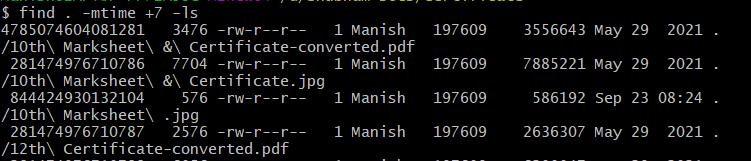 $ find . -mtime +7 -ls
4785074604081281   3476 -rw-r--r--   1 Manish   197609    3556643 May 29  2021 .
/10th\ Marksheet\ &\ Certificate-converted.pdf
 281474976710786   7704 -rw-r--r--   1 Manish   197609    7885221 May 29  2021 .
/10th\ Marksheet\ &\ Certificate.jpg
 844424930132104    576 -rw-r--r--   1 Manish   197609     586192 Sep 23 08:24 .
/10th\ Marksheet\ .jpg
 281474976710787   2576 -rw-r--r--   1 Manish   197609    2636307 May 29  2021 .
/12th\ Certificate-converted.pdf